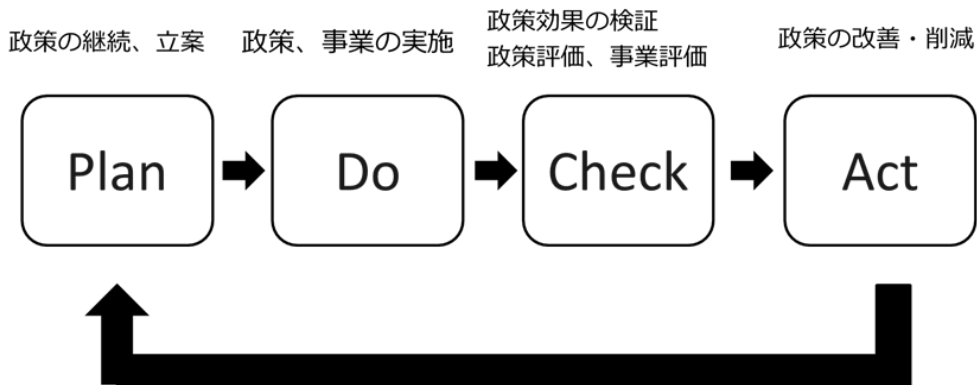 政策の継続、立案
政策、事業の実施
政策効果の検証
政策評価、事業評価
政策の改善・削減
Plan
Do
Check
Act